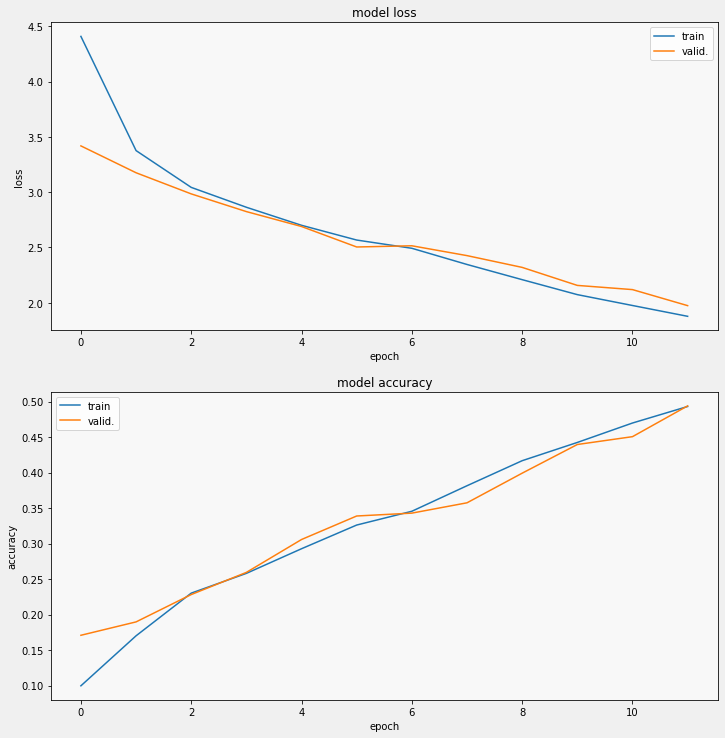 model loss
4.5
4.0
3.5
3.0
2.5
2.0
loss
train
valid.
0 2 4 6 8 10
epoch
model accuracy
0.50
0.45
0.40
0.35
0.30
0.25
0.20
0.15
0.10
accuracy
train
valid.
0 2 4 6 8 10
epoch